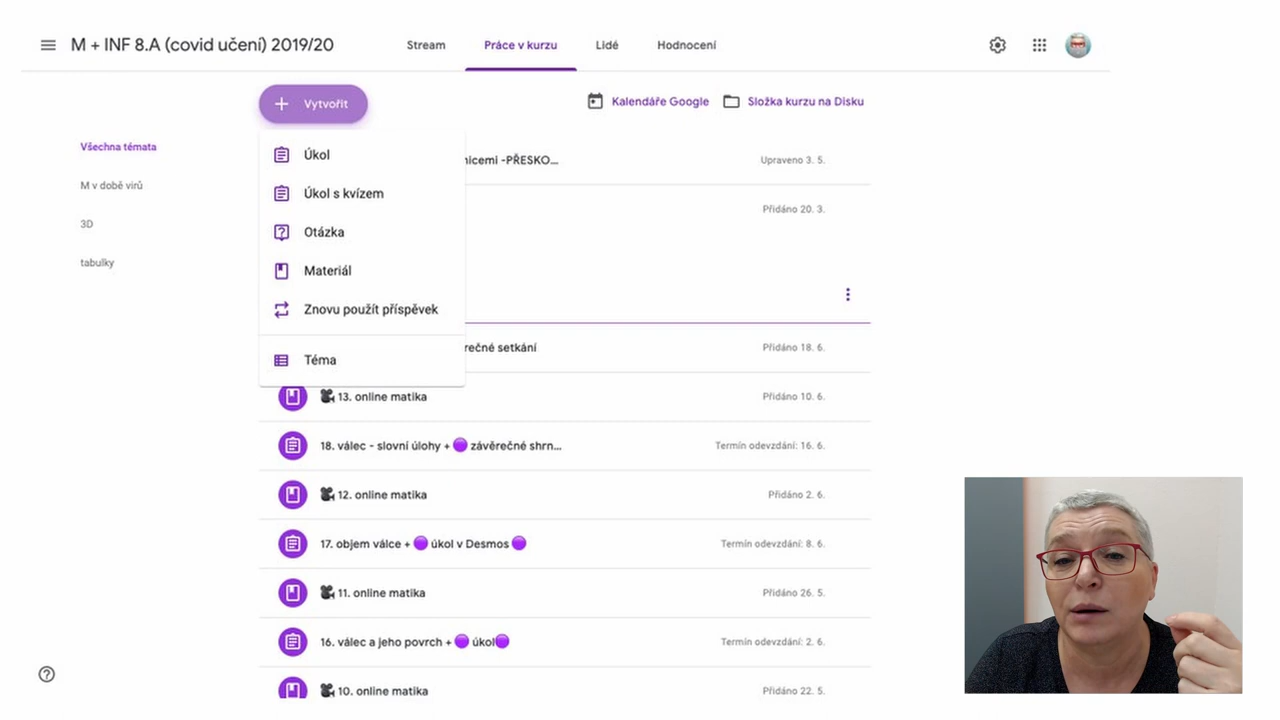 M + INF 8.A (covid učení) 2019/20
Stream
Práce v kurzu
Lidé
Hodnocení
Vytvořit
Kalendáře Google
Složka kurzu na Disku
Všechna témata
M v době virů
3D
tabulky
Úkol
Úkol s kvízem
Otázka
Materiál
Znovu použít příspěvek
Téma
nicemi -PŘESKO...
Upraveno 3. 5.
Přidáno 20. 3.
rečné setkání
Přidáno 18. 6.
13. online matika
Přidáno 10. 6.
18. válec - slovní úlohy + závěrečné shrn...
Termín odevzdání: 16. 6.
12. online matika
Přidáno 2. 6.
17. objem válce + úkol v Desmos
Termín odevzdání: 8. 6.
11. online matika
Přidáno 26. 5.
16. válec a jeho povrch + úkol
Termín odevzdání: 2. 6.
10. online matika
Přidáno 22. 5.